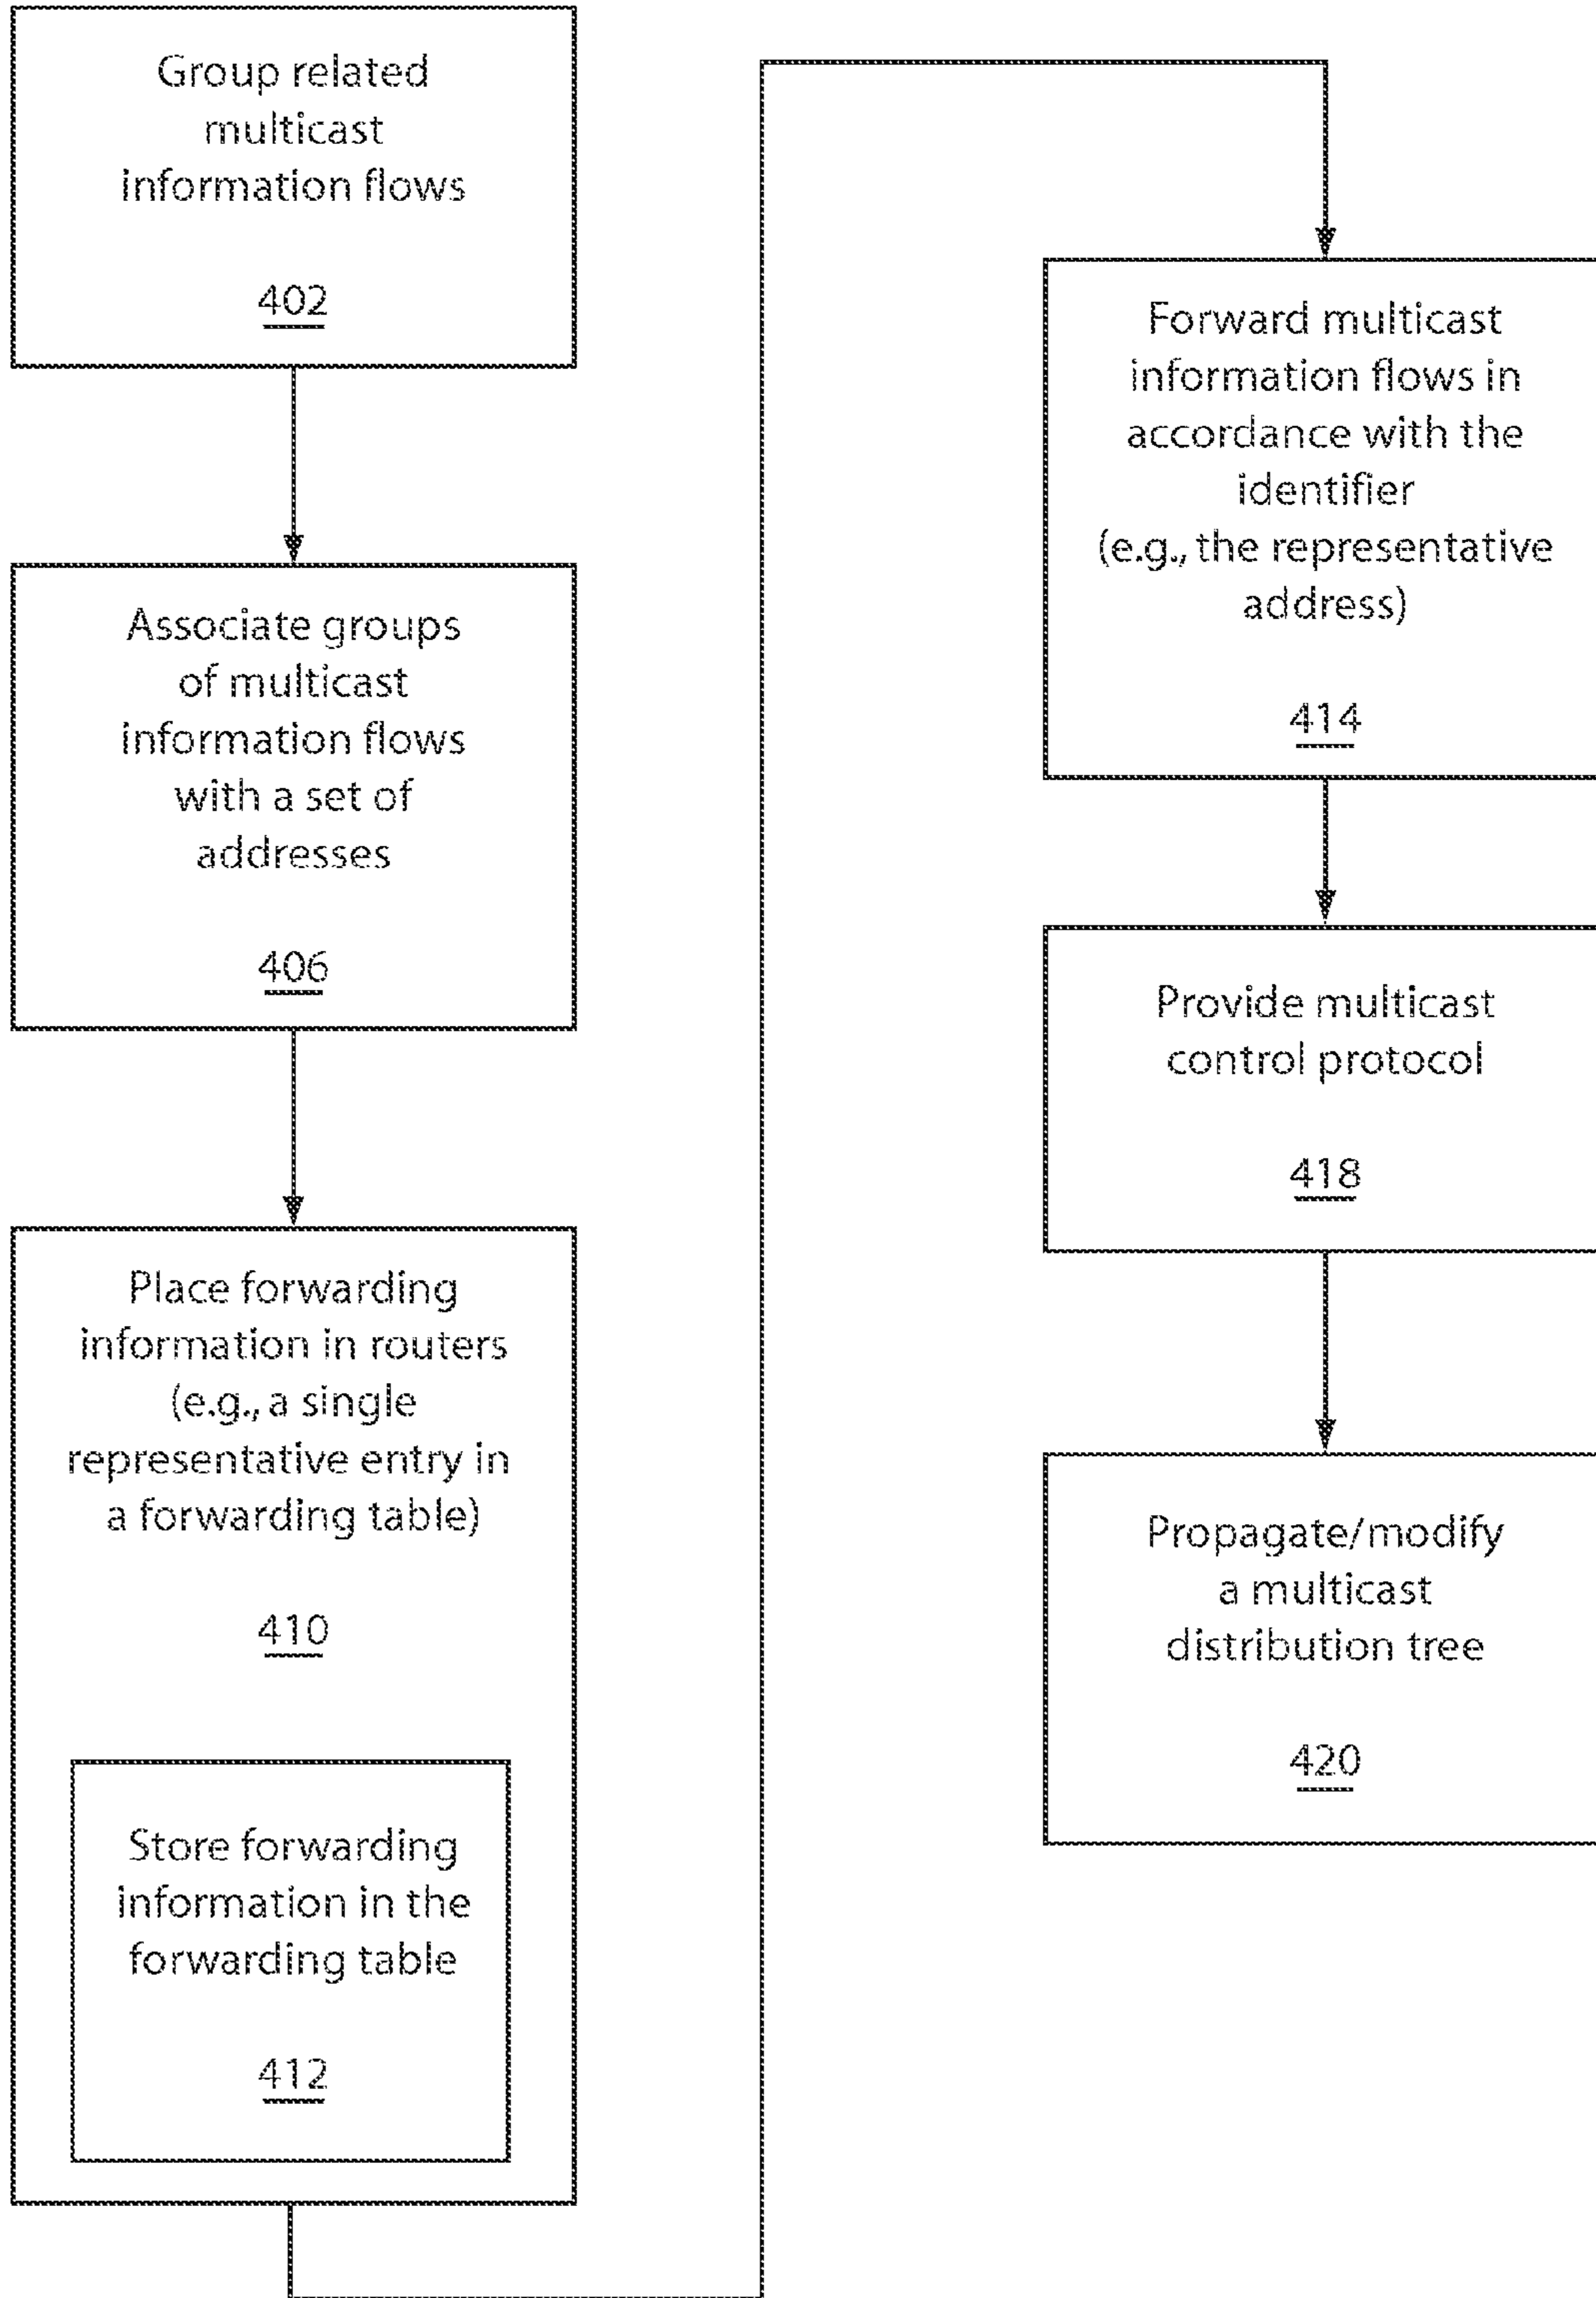 Group related
multicast
information flows
402
Associate groups
of multicast
information flows
with a set of
addresses
406
Place forwarding
information in routers
(e.g., a single
representative entry in
a forwarding table)
410
Store forwarding
information in the
forwarding table
412
Forward multicast
information flows in
accordance with the
identifier
(e.g., the representative
address)
414
Provide multicast
control protocol
418
Propagate/modify
a multicast
distribution tree
420